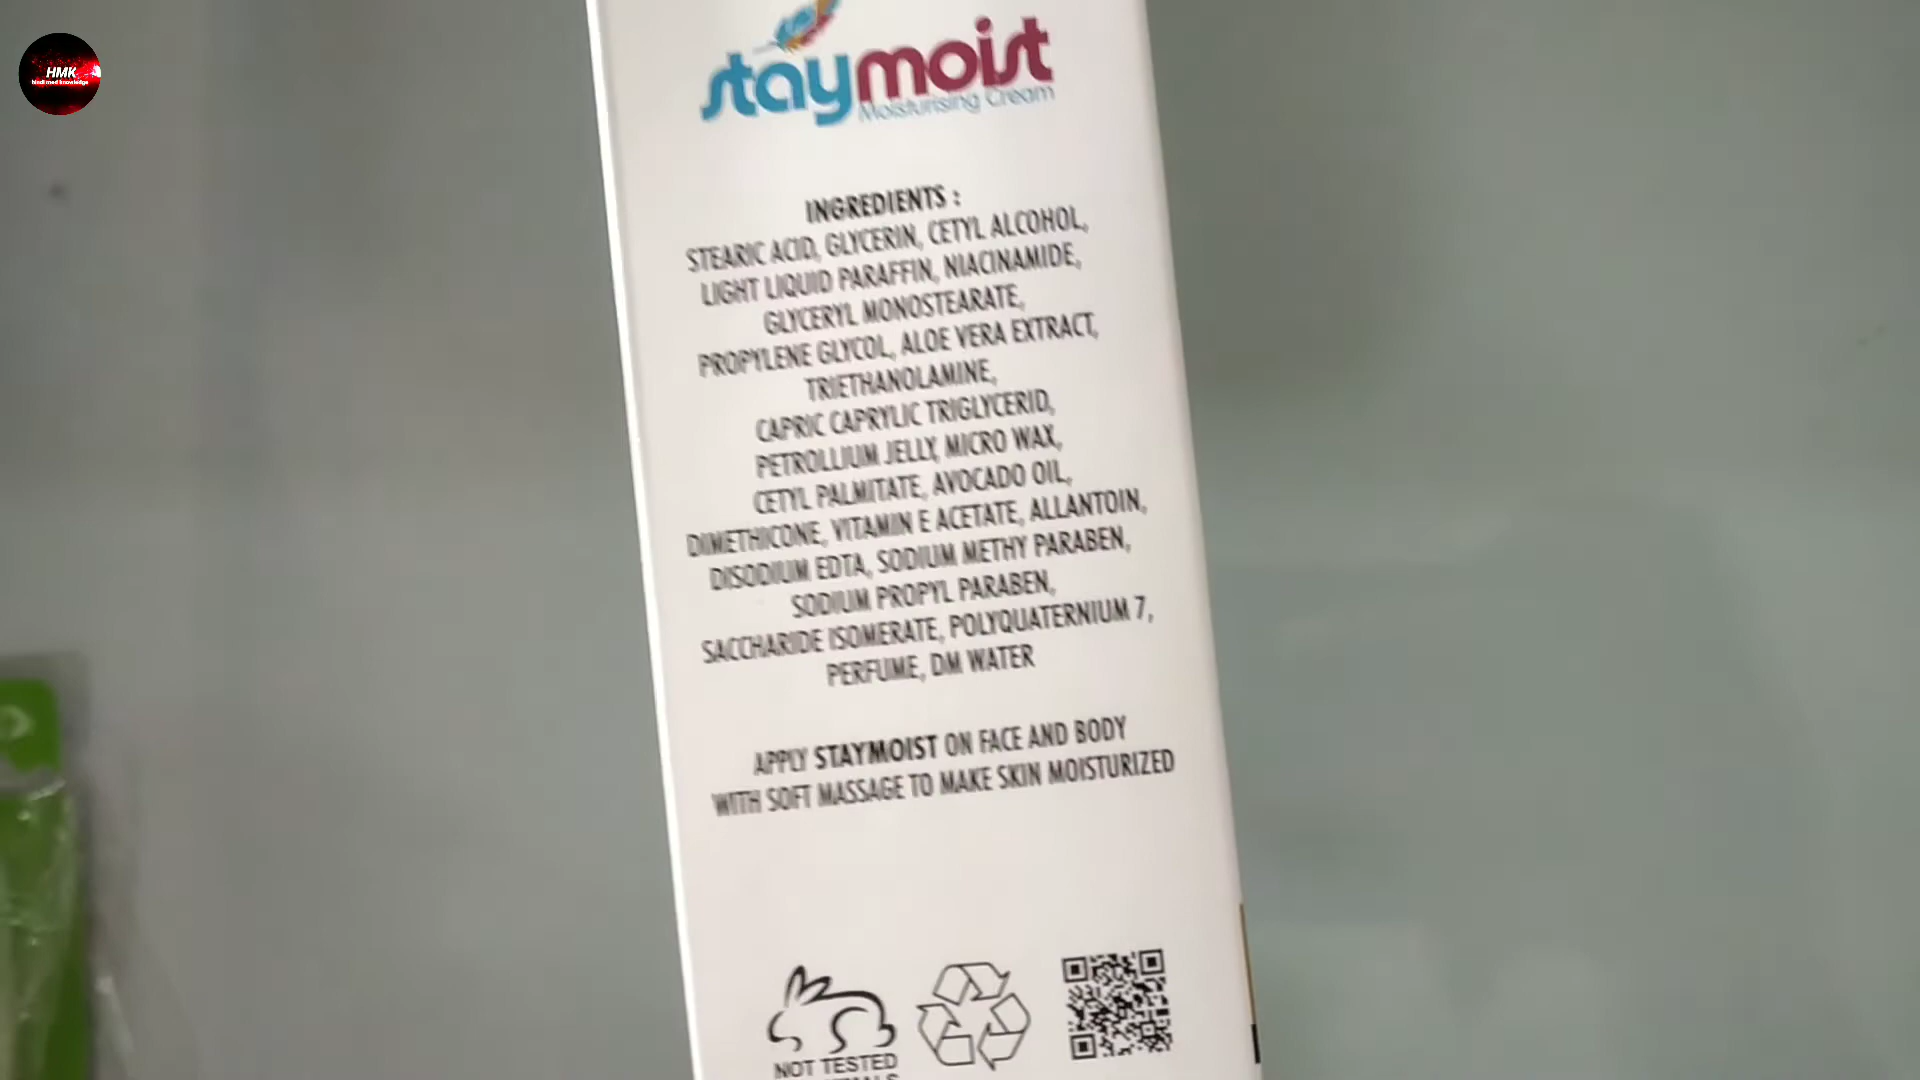 HMK
hindi med knowledge
staymoist
Moisturising Cream
INGREDIENTS :
STEARIC ACID, GLYCERIN, CETYL ALCOHOL,
LIGHT LIQUID PARAFFIN, NIACINAMIDE,
GLYCERYL MONOSTEARATE,
PROPYLENE GLYCOL, ALOE VERA EXTRACT,
TRIETHANOLAMINE,
CAPRIC CAPRYLIC TRIGLYCERID,
PETROLLIUM JELLY, MICRO WAX,
CETYL PALMITATE, AVOCADO OIL,
DIMETHICONE, VITAMIN E ACETATE, ALLANTOIN,
DISODIUM EDTA, SODIUM METHY PARABEN,
SODIUM PROPYL PARABEN,
SACCHARIDE ISOMERATE, POLYQUATERNIUM 7,
PERFUME, DM WATER
APPLY STAYMOIST ON FACE AND BODY
WITH SOFT MASSAGE TO MAKE SKIN MOISTURIZED
NOT TESTED